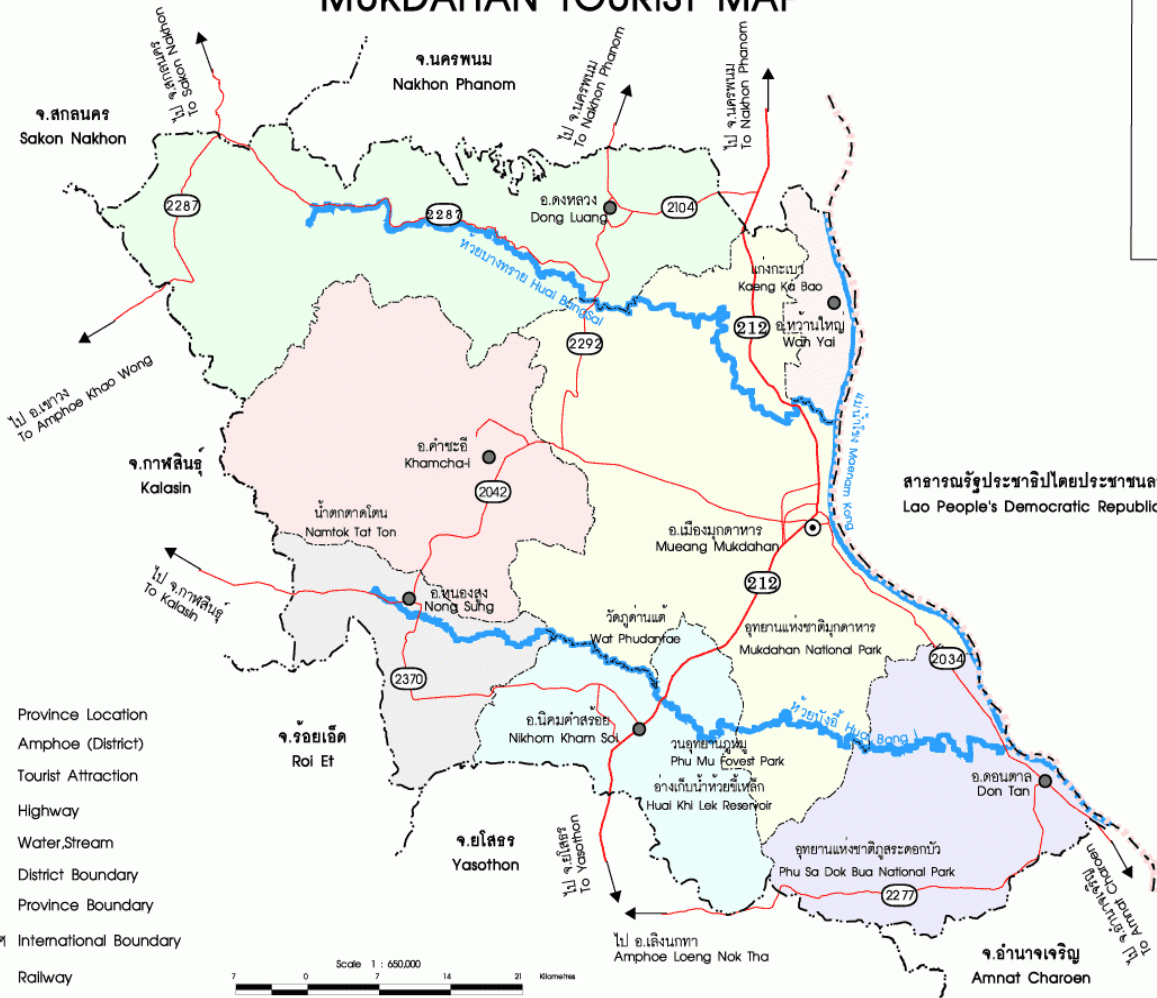 MUKDAHAN TOURIST MAP
ไป จ.สกลนคร
To Sakon Nakhon
จ.นครพนม
Nakhon Phanom
ไป จ.นครพนม
To Nakhon Phanom
ไป จ.นครพนม
To Nakhon Phanom
จ.สกลนคร
Sakon Nakhon
2287
2287
อ.ดงหลวง
Dong Luang
2104
ห้วยบางทราย Huai BangSai
แก่งกะเบา
Kaeng Ka Bao
212
อ.หว้านใหญ่
Wan Yai
2292
ไป อ.เขาวง
To Amphoe Khao Wong
แม่น้ำโขง Maenam Kong
อ.คำชะอี
Khamcha-i
จ.กาฬสินธุ์
Kalasin
2042
สาธารณรัฐประชาธิปไตยประชาชนล
Lao People's Democratic Republic
น้ำตกตาดโตน
Namtok Tat Ton
อ.เมืองมุกดาหาร
Mueang Mukdahan
ไป จ.กาฬสินธุ์
To Kalasin
212
อ.หนองสูง
Nong Sung
วัดภูด่านแต้
Wat Phudantae
อุทยานแห่งชาติมุกดาหาร
Mukdahan National Park
2034
2370
ห้วยบังอี้ Huai Bang I
อ.นิคมคำสร้อย
Nikhom Kham Soi
จ.ร้อยเอ็ด
Roi Et
วนอุทยานภูหมู
Phu Mu Fovest Park
อ่างเก็บน้ำห้วยขี้เหล็ก
Huai Khi Lek Reservoir
อ.ดอนตาล
Don Tan
จ.ยโสธร
Yasothon
ไป จ.ยโสธร
To Yasothon
อุทยานแห่งชาติภูสระดอกบัว
Phu Sa Dok Bua National Park
2277
ไป จ.อำนาจเจริญ
To Amnat Charoen
ไป อ.เลิงนกทา
Amphoe Loeng Nok Tha
จ.อำนาจเจริญ
Amnat Charoen
Province Location
Amphoe (District)
Tourist Attraction
Highway
Water,Stream
District Boundary
Province Boundary
International Boundary
Railway
Scale 1 : 650,000
7 0 7 14 21 Kilometres